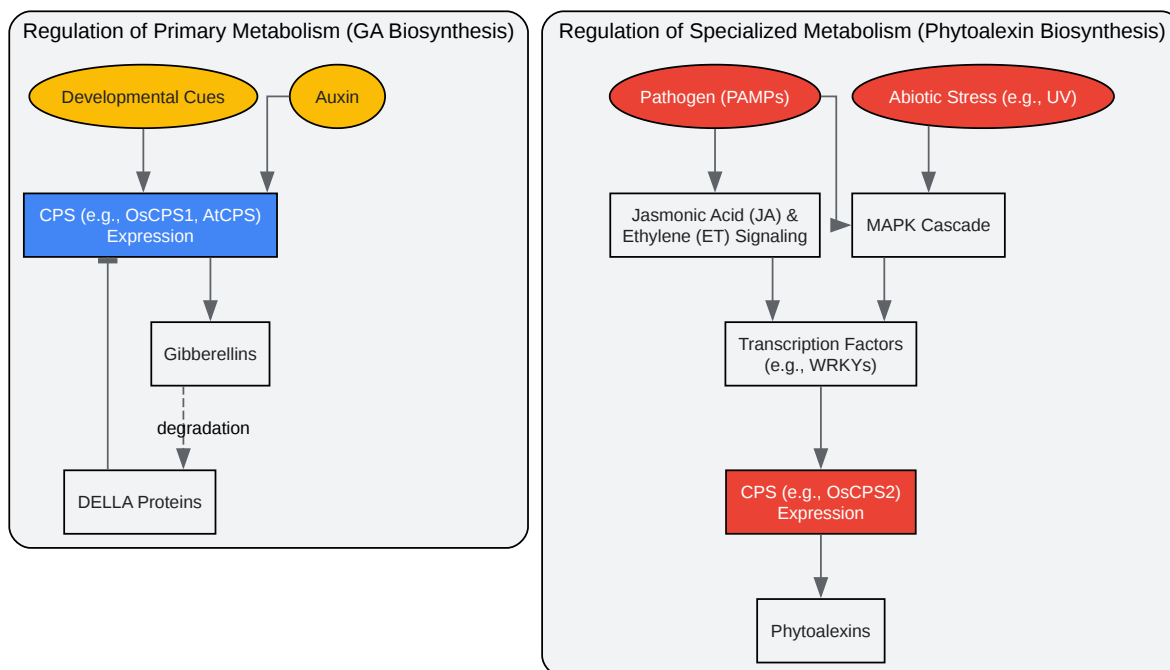 Regulation of Primary Metabolism (GA Biosynthesis)
Developmental Cues
Auxin
CPS (e.g., OsCPS1, AtCPS)
Expression
Gibberellins
degradation
DELLA Proteins
Regulation of Specialized Metabolism (Phytoalexin Biosynthesis)
Pathogen (PAMPs)
Abiotic Stress (e.g., UV)
Jasmonic Acid (JA) &
Ethylene (ET) Signaling
MAPK Cascade
Transcription Factors
(e.g., WRKYs)
CPS (e.g., OsCPS2)
Expression
Phytoalexins